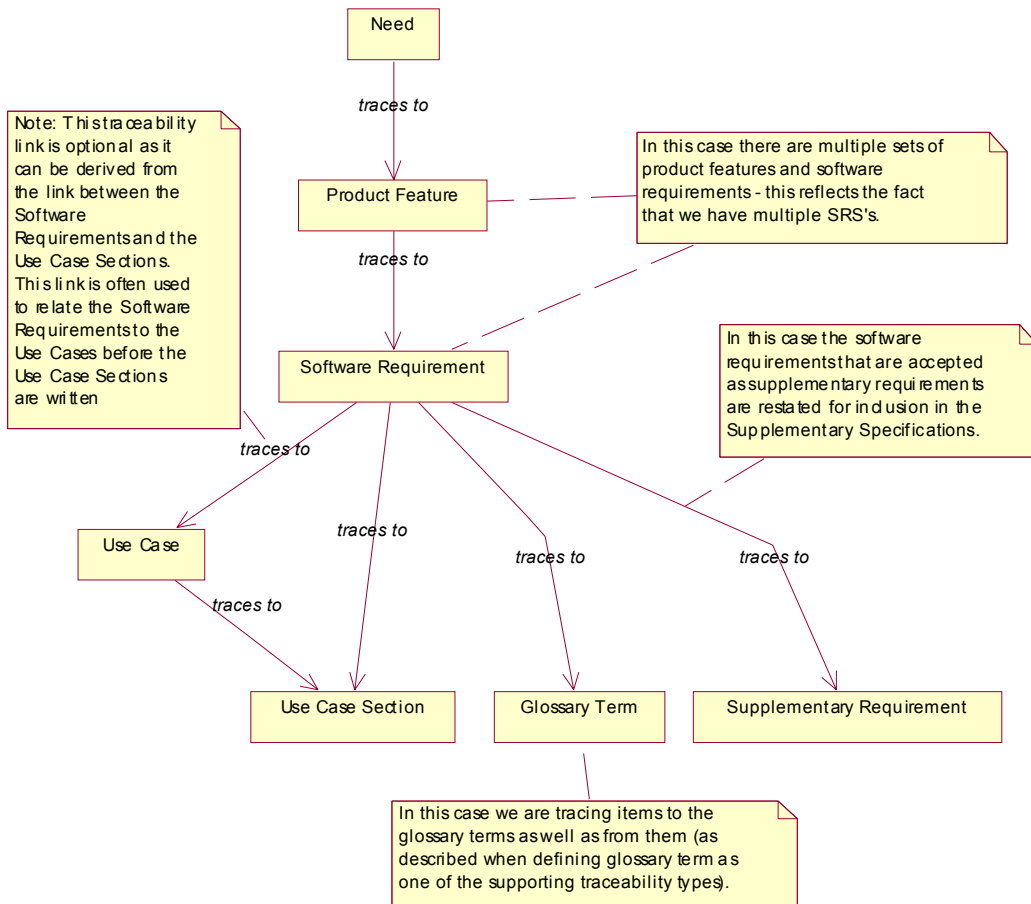 Need
traces to
Note: This traceability
link is optional as it
can be derived from
the link between the
Software
Requirements and the
Use Case Sections.
This link is often used
to relate the Software
Requirements to the
Use Cases before the
Use Case Sections
are written
In this case there are multiple sets of
product features and software
requirements - this reflects the fact
that we have multiple SRS's.
Product Feature
traces to
Software Requirement
In this case the software
requirements that are accepted
as supplementary requirements
are restated for inclusion in the
Supplementary Specifications.
traces to
traces to
traces to
traces to
Use Case
traces to
Use Case Section
Glossary Term
Supplementary Requirement
In this case we are tracing items to the
glossary terms as well as from them (as
described when defining glossary term as
one of the supporting traceability types).